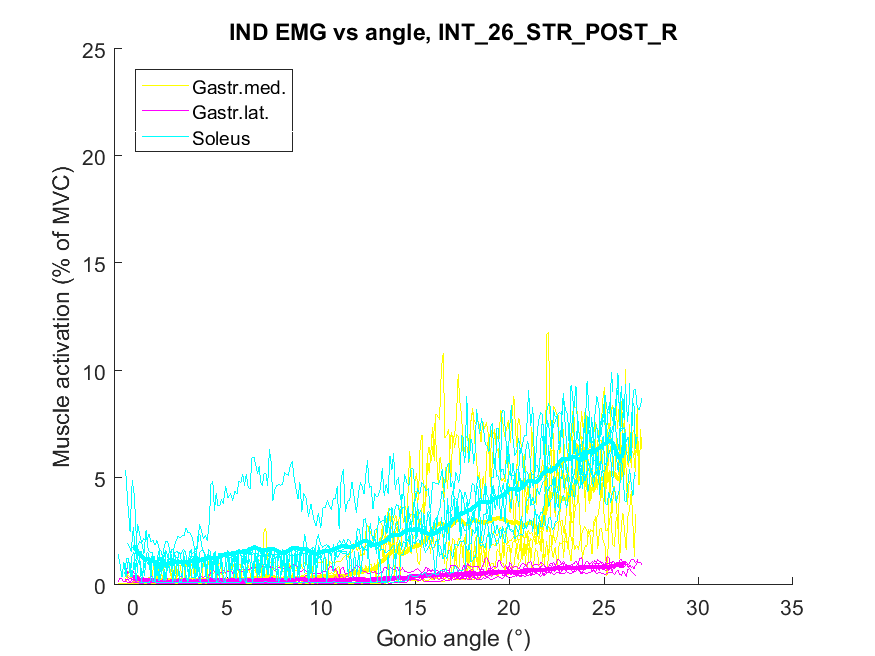 IND EMG vs angle, INT_26_STR_POST_R
25
20
15
10
5
0
Muscle activation (% of MVC)
Gastr.med.
Gastr.lat.
Soleus
0 5 10 15 20 25 30 35
Gonio angle (°)